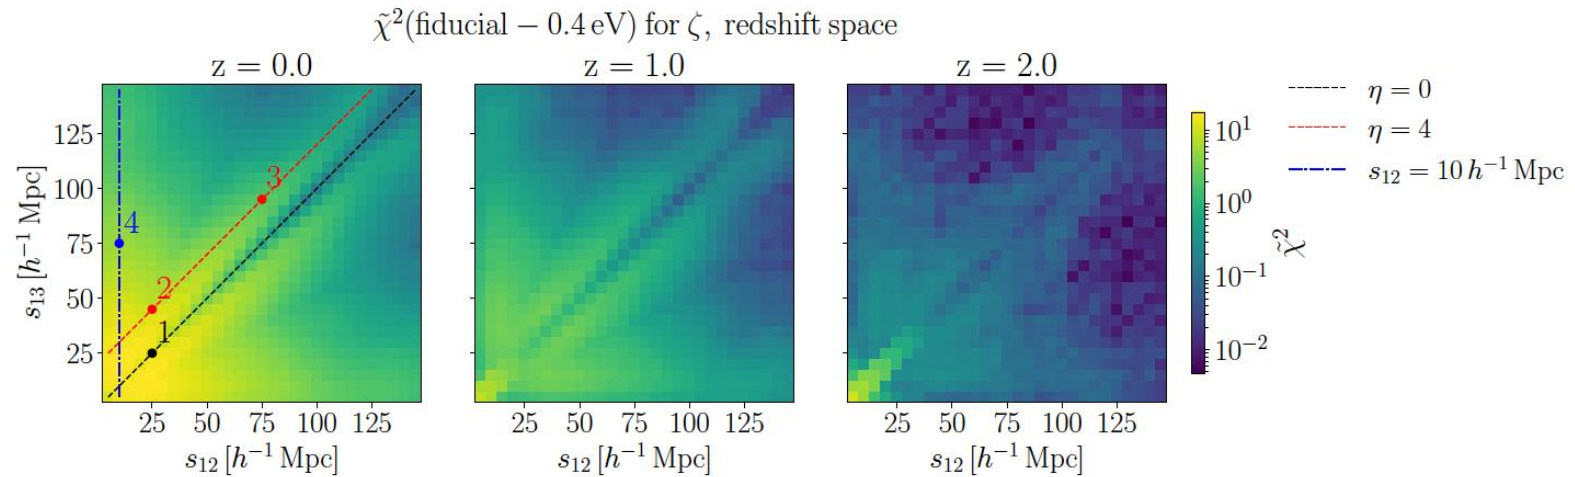 χ̃²(fiducial − 0.4 eV) for ζ, redshift space
z = 0.0
z = 1.0
z = 2.0
125
100
75
50
25
s₁₃ [h⁻¹ Mpc]
4
3
2
1
25 50 75 100 125
s₁₂ [h⁻¹ Mpc]
25 50 75 100 125
s₁₂ [h⁻¹ Mpc]
25 50 75 100 125
s₁₂ [h⁻¹ Mpc]
10¹
10⁰
10⁻¹
10⁻²
χ̃²
η = 0
η = 4
s₁₂ = 10 h⁻¹ Mpc